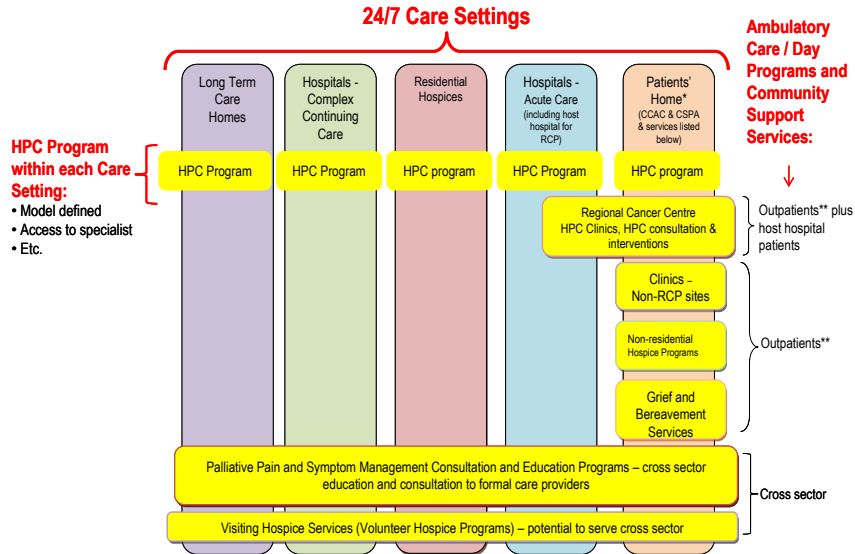 24/7 Care Settings
Ambulatory
Care / Day
Programs and
Community
Support
Services:
Long Term
Care
Homes
Hospitals -
Complex
Continuing
Care
Residential
Hospices
Hospitals -
Acute Care
(including host
hospital for
RCP)
Patients'
Home*
(CCAC & CSPA
& services listed
below)
HPC Program
within each Care
Setting:
• Model defined
• Access to specialist
• Etc.
HPC Program
HPC Program
HPC program
HPC Program
HPC program
Regional Cancer Centre
HPC Clinics, HPC consultation &
interventions
Outpatients** plus
host hospital
patients
Clinics –
Non-RCP sites
Non-residential
Hospice Programs
Grief and
Bereavement
Services
Outpatients**
Palliative Pain and Symptom Management Consultation and Education Programs – cross sector
education and consultation to formal care providers
Visiting Hospice Services (Volunteer Hospice Programs) – potential to serve cross sector
Cross sector